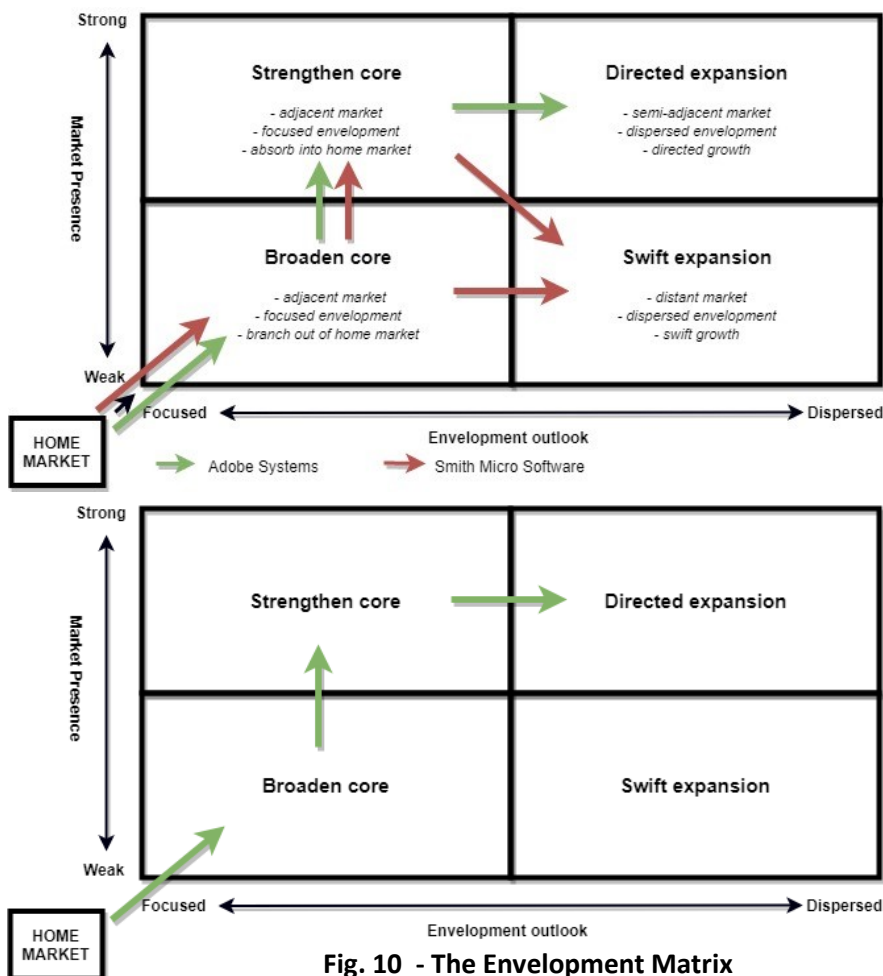 Strong
Strengthen core
- adjacent market
- focused envelopment
- absorb into home market
Directed expansion
- semi-adjacent market
- dispersed envelopment
- directed growth
Market Presence
Broaden core
- adjacent market
- focused envelopment
- branch out of home market
Swift expansion
- distant market
- dispersed envelopment
- swift growth
Weak
Focused
Dispersed
HOME
MARKET
Envelopment outlook
Adobe Systems
Smith Micro Software
Strong
Strengthen core
Directed expansion
Market Presence
Broaden core
Swift expansion
Weak
Focused
Dispersed
HOME
MARKET
Envelopment outlook
Fig. 10 - The Envelopment Matrix